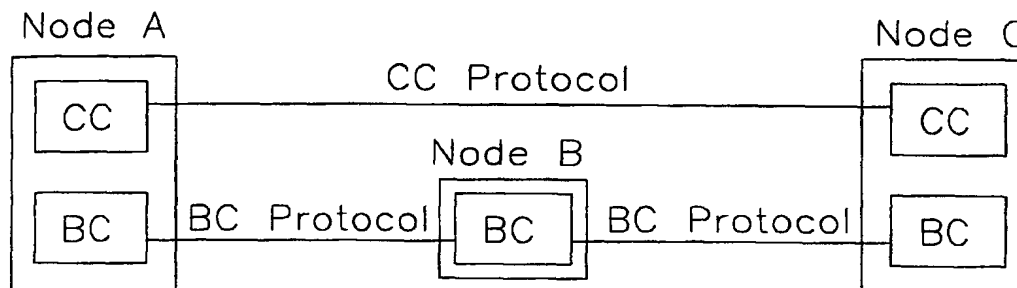 Node A
Node C
CC Protocol
CC
CC
Node B
BC
BC Protocol
BC
BC Protocol
BC